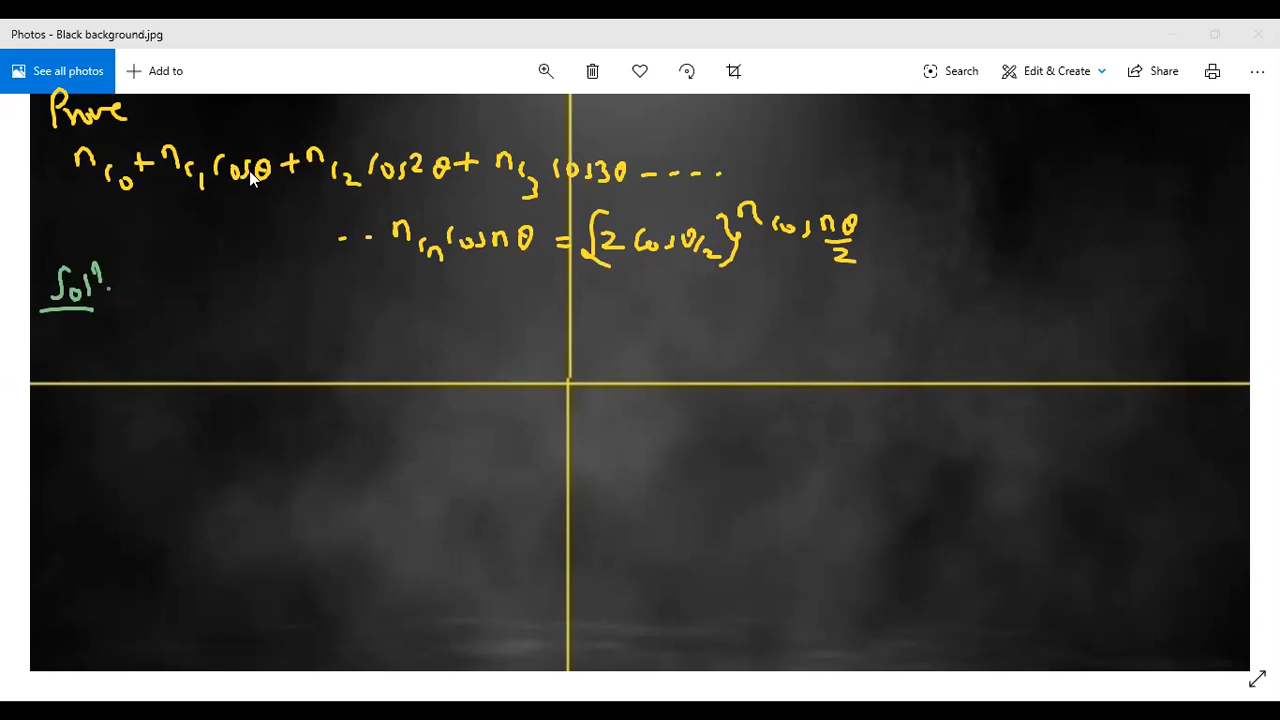 Photos - Black background.jpg
See all photos
Add to
Search
Edit & Create
Share
Prove
nC₀ + nC₁ cosθ + nC₂ cos2θ + nC₃ cos3θ ----.
-- nCₙ cosnθ = {2 cosθ/2}ⁿ cos nθ/2
Solⁿ.